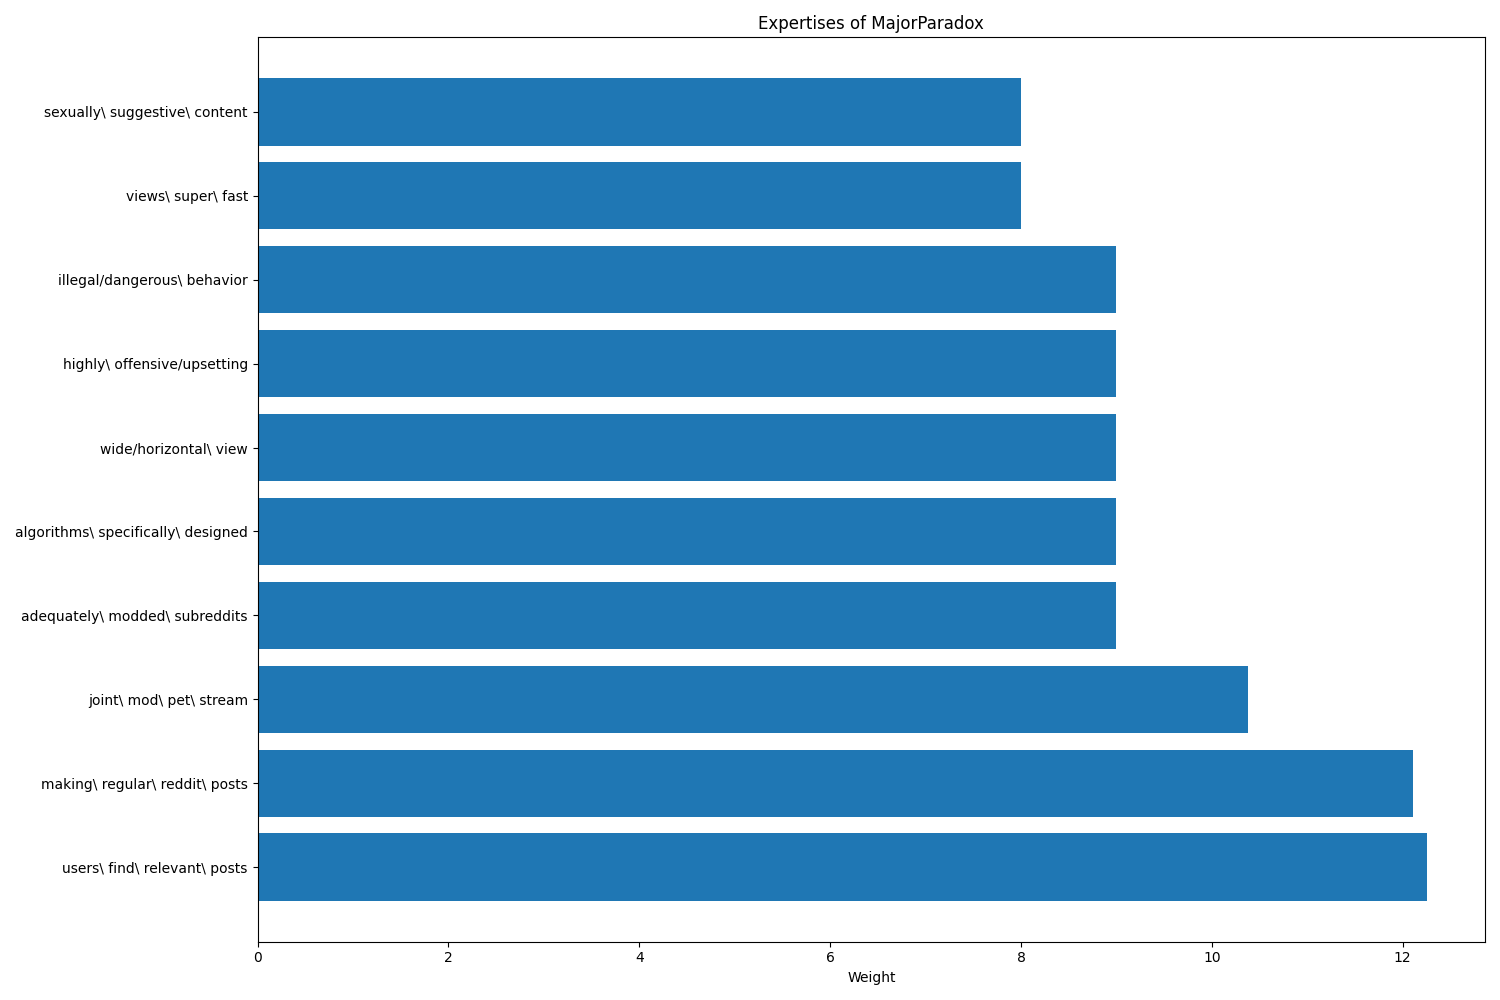 Expertises of MajorParadox
sexually\ suggestive\ content
views\ super\ fast
illegal/dangerous\ behavior
highly\ offensive/upsetting
wide/horizontal\ view
algorithms\ specifically\ designed
adequately\ modded\ subreddits
joint\ mod\ pet\ stream
making\ regular\ reddit\ posts
users\ find\ relevant\ posts
0 2 4 6 8 10 12
Weight